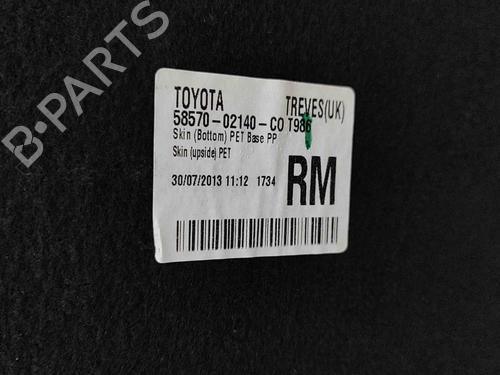 TOYOTA TREVES(UK)
58570-02140-C0 T986
Skin (Bottom) PET Base PP
Skin (upside) PET
30/07/2013 11:12 1734
RM
B-PARTS